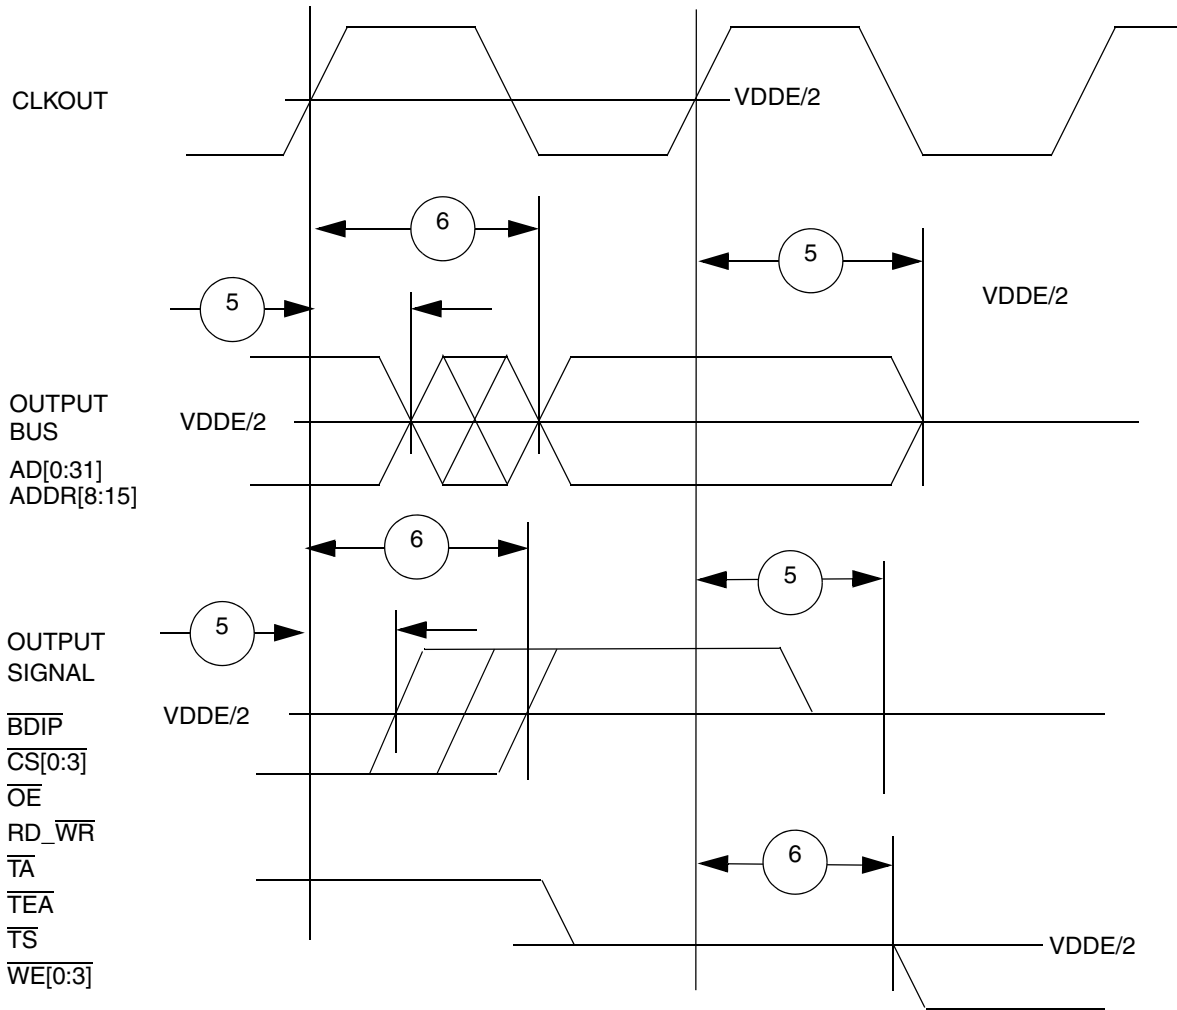 CLKOUT
VDDE/2
6
5
5
VDDE/2
OUTPUT
BUS
VDDE/2
AD[0:31]
ADDR[8:15]
6
5
5
OUTPUT
SIGNAL
VDDE/2
BDIP
CS[0:3]
OE
RD_WR
TA
6
TEA
TS
VDDE/2
WE[0:3]